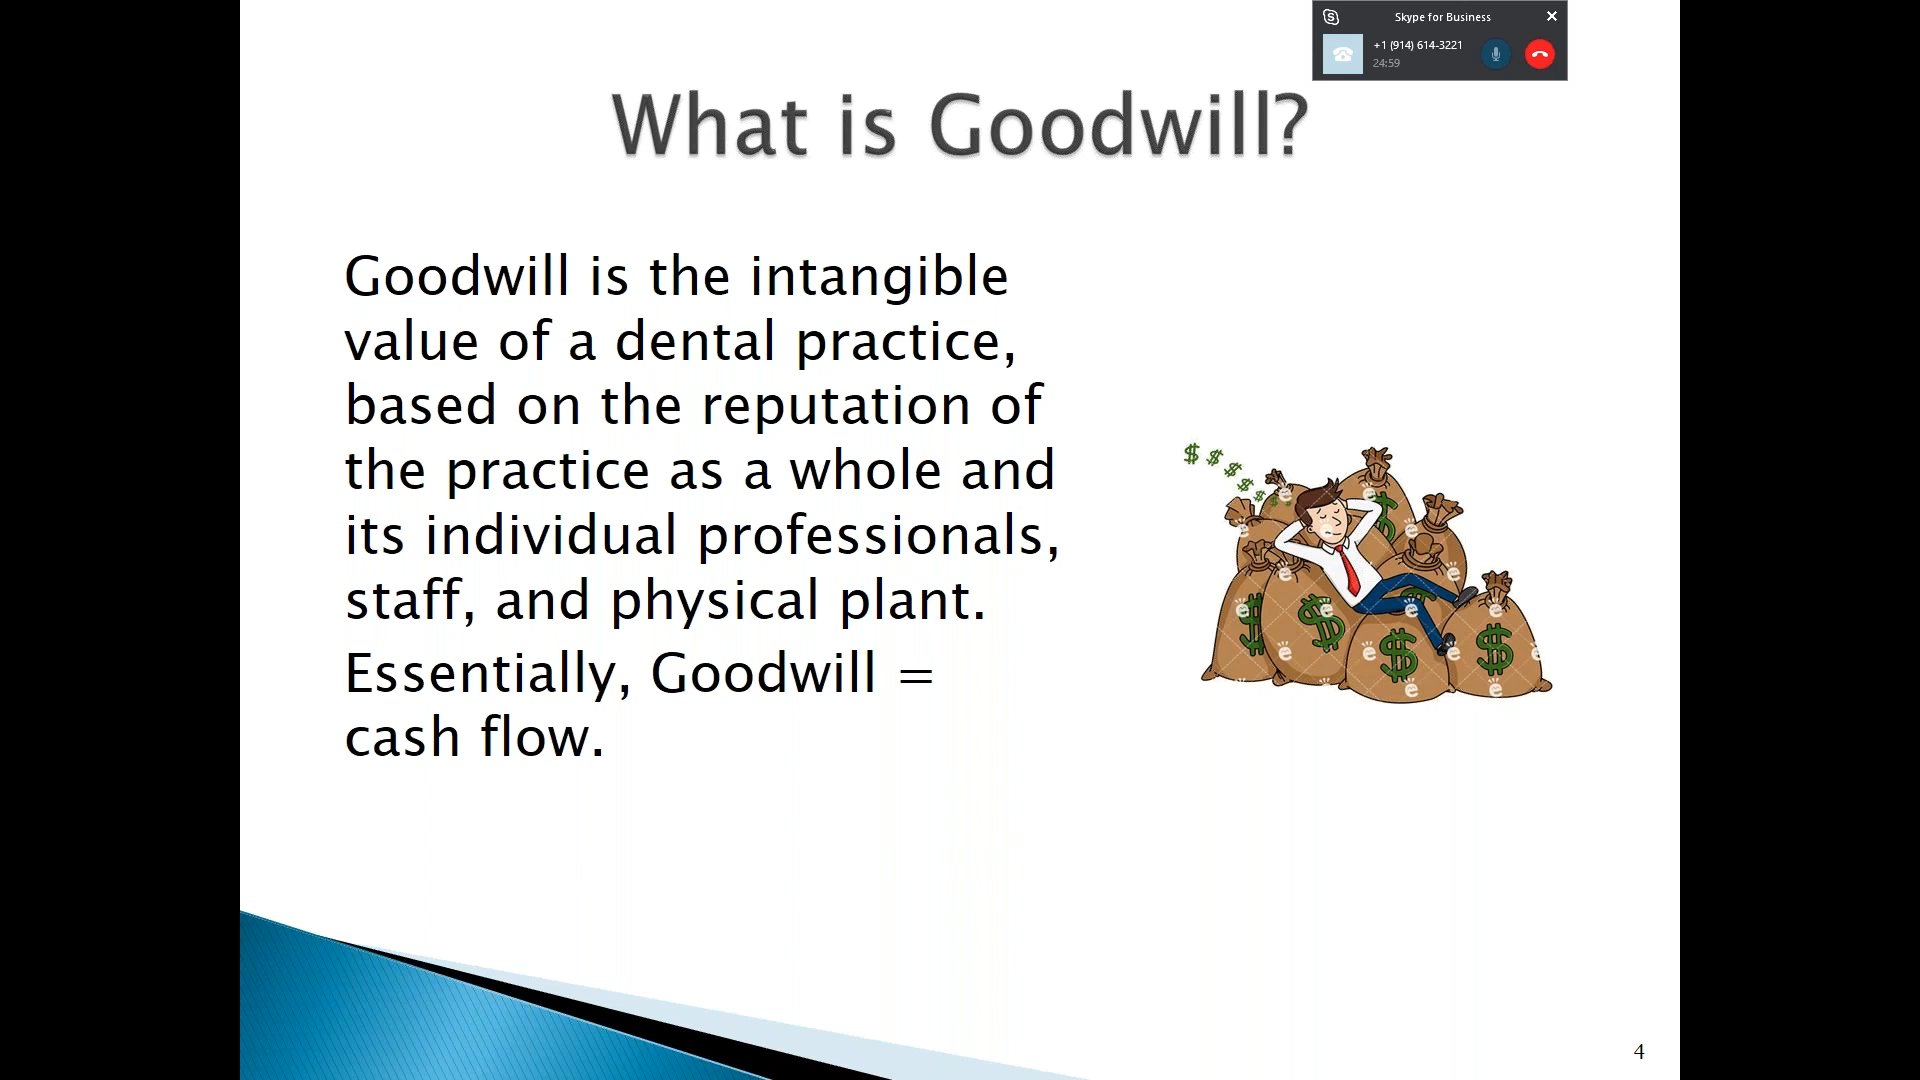 Skype for Business
+1 (914) 614-3221
24:59
What is Goodwill?
Goodwill is the intangible
value of a dental practice,
based on the reputation of
the practice as a whole and
its individual professionals,
staff, and physical plant.
Essentially, Goodwill =
cash flow.
$ $ $ $ $ $
$ $ $ $ $
4